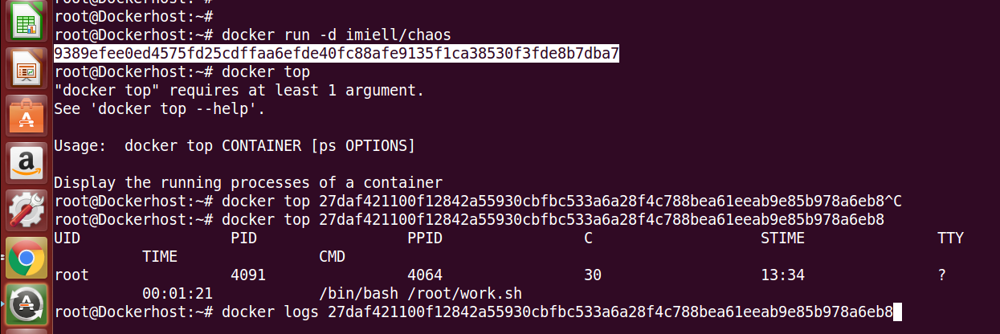 root@Dockerhost:~#
root@Dockerhost:~#
root@Dockerhost:~# docker run -d imiell/chaos
9389efee0ed4575fd25cdffaa6efde40fc88afe9135f1ca38530f3fde8b7dba7
root@Dockerhost:~# docker top
"docker top" requires at least 1 argument.
See 'docker top --help'.
Usage:  docker top CONTAINER [ps OPTIONS]
Display the running processes of a container
root@Dockerhost:~# docker top 27daf421100f12842a55930cbfbc533a6a28f4c788bea61eeab9e85b978a6eb8^C
root@Dockerhost:~# docker top 27daf421100f12842a55930cbfbc533a6a28f4c788bea61eeab9e85b978a6eb8
UID PID PPID C STIME TTY
TIME CMD
root 4091 4064 30 13:34 ?
00:01:21 /bin/bash /root/work.sh
root@Dockerhost:~# docker logs 27daf421100f12842a55930cbfbc533a6a28f4c788bea61eeab9e85b978a6eb8